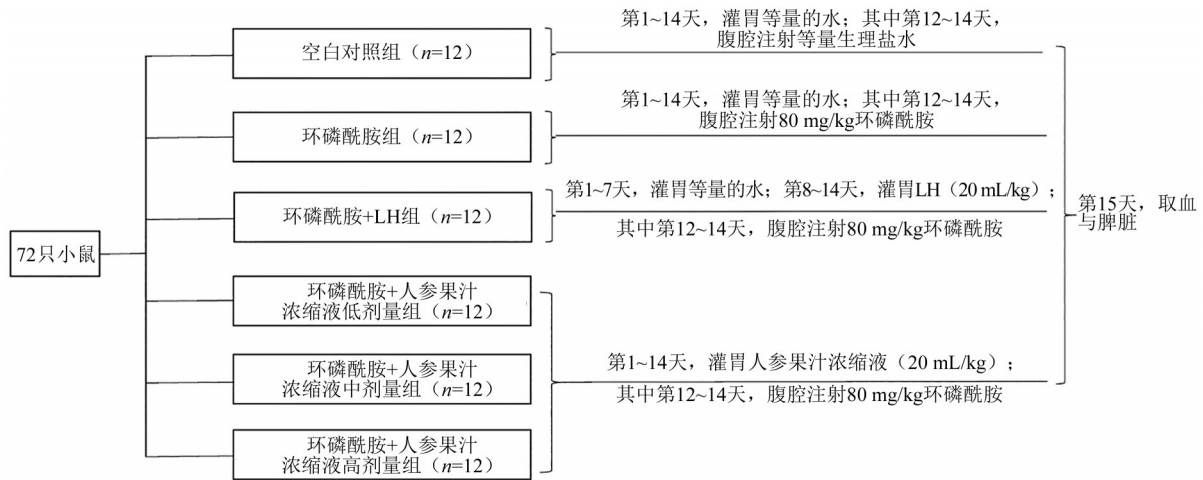 72只小鼠
空白对照组（n=12）
第1~14天，灌胃等量的水；其中第12~14天，
腹腔注射等量生理盐水
环磷酰胺组（n=12）
第1~14天，灌胃等量的水；其中第12~14天，
腹腔注射80 mg/kg环磷酰胺
环磷酰胺+LH组（n=12）
第1~7天，灌胃等量的水；第8~14天，灌胃LH（20 mL/kg）；
其中第12~14天，腹腔注射80 mg/kg环磷酰胺
环磷酰胺+人参果汁
浓缩液低剂量组（n=12）
环磷酰胺+人参果汁
浓缩液中剂量组（n=12）
环磷酰胺+人参果汁
浓缩液高剂量组（n=12）
第1~14天，灌胃人参果汁浓缩液（20 mL/kg）；
其中第12~14天，腹腔注射80 mg/kg环磷酰胺
第15天，取血
与脾脏